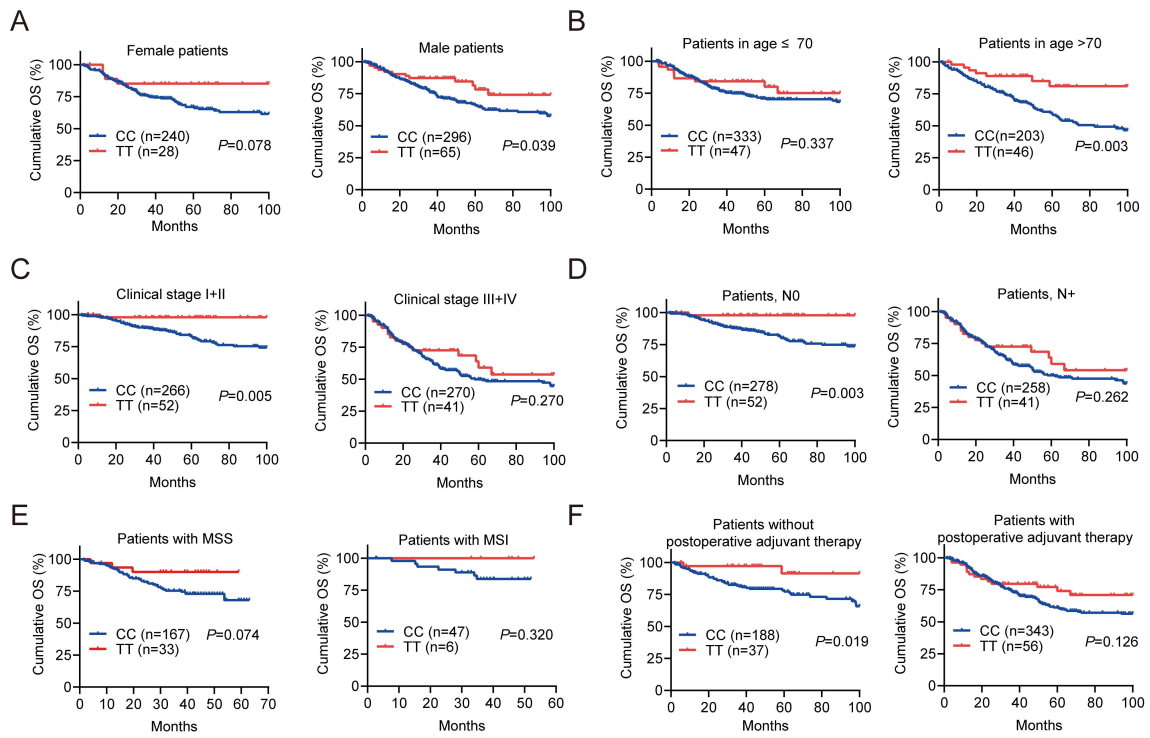 A
Female patients
Cumulative OS (%)
100
75
50
25
0
CC (n=240)
TT (n=28)
P=0.078
0 20 40 60 80 100
Months
Male patients
Cumulative OS (%)
100
75
50
25
0
CC (n=296)
TT (n=65)
P=0.039
0 20 40 60 80 100
Months
B
Patients in age ≤ 70
Cumulative OS (%)
100
75
50
25
0
CC (n=333)
TT (n=47)
P=0.337
0 20 40 60 80 100
Months
Patients in age >70
Cumulative OS (%)
100
75
50
25
0
CC(n=203)
TT(n=46)
P=0.003
0 20 40 60 80 100
Months
C
Clinical stage I+II
Cumulative OS (%)
100
75
50
25
0
CC (n=266)
TT (n=52)
P=0.005
0 20 40 60 80 100
Months
Clinical stage III+IV
Cumulative OS (%)
100
75
50
25
0
CC (n=270)
TT (n=41)
P=0.270
0 20 40 60 80 100
Months
D
Patients, N0
Cumulative OS (%)
100
75
50
25
0
CC (n=278)
TT (n=52)
P=0.003
0 20 40 60 80 100
Months
Patients, N+
Cumulative OS (%)
100
75
50
25
0
CC (n=258)
TT (n=41)
P=0.262
0 20 40 60 80 100
Months
E
Patients with MSS
Cumulative OS (%)
100
75
50
25
0
CC (n=167)
TT (n=33)
P=0.074
0 10 20 30 40 50 60 70
Months
Patients with MSI
Cumulative OS (%)
100
75
50
25
0
CC (n=47)
TT (n=6)
P=0.320
0 10 20 30 40 50 60
Months
F
Patients without
postoperative adjuvant therapy
Cumulative OS (%)
100
75
50
25
0
CC (n=188)
TT (n=37)
P=0.019
0 20 40 60 80 100
Months
Patients with
postoperative adjuvant therapy
Cumulative OS (%)
100
75
50
25
0
CC (n=343)
TT (n=56)
P=0.126
0 20 40 60 80 100
Months